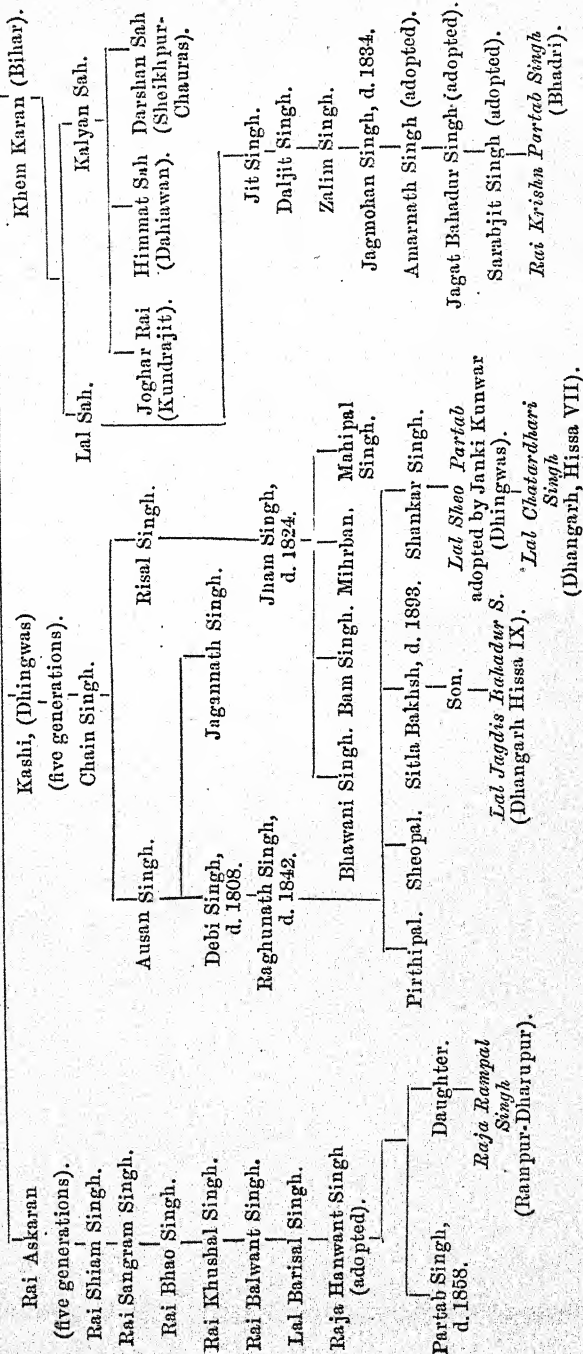 Rai Askaran
(five generations).
Rai Shiam Singh.
Rai Sangram Singh.
Rai Bhao Singh.
Rai Khushal Singh.
Rai Balwant Singh.
Lal Barisal Singh.
Raja Hanwant Singh
(adopted).
Partab Singh,
d. 1858.
Daughter.
Raja Rampal
Singh
(Rampur-Dharupur).
Kashi, (Dhingwas)
(five generations)
Chain Singh.
Ausan Singh.
Risal Singh.
Debi Singh,
d. 1808.
Jagannath Singh.
Raghunath Singh,
d. 1842.
Jham Singh,
d. 1824.
Bhawani Singh.
Bam Singh.
Mihrban.
Mahipal
Singh.
Pirthipal.
Sheopal.
Sitla Bakhsh, d. 1893.
Shankar Singh.
Son.
Lal Jagdis Bahadur S.
(Dhangarh Hissa IX).
Lal Sheo Partab
adopted by Janki Kunwar
(Dhingwas).
Lal Chatardhari
Singh
(Dhangarh, Hissa VII).
Khem Karan (Bihar).
Lal Sah.
Kalyan Sah.
Joghar Rai
(Kundrajit).
Himmat Sah
(Dahiawan).
Darshan Sah
(Sheikhpur-
Chauras).
Jit Singh.
Daljit Singh.
Zalim Singh.
Jagmohan Singh, d. 1834.
Amarnath Singh (adopted).
Jagat Bahadur Singh (adopted).
Sarabjit Singh (adopted).
Rai Krishn Partab Singh
(Bhadri).